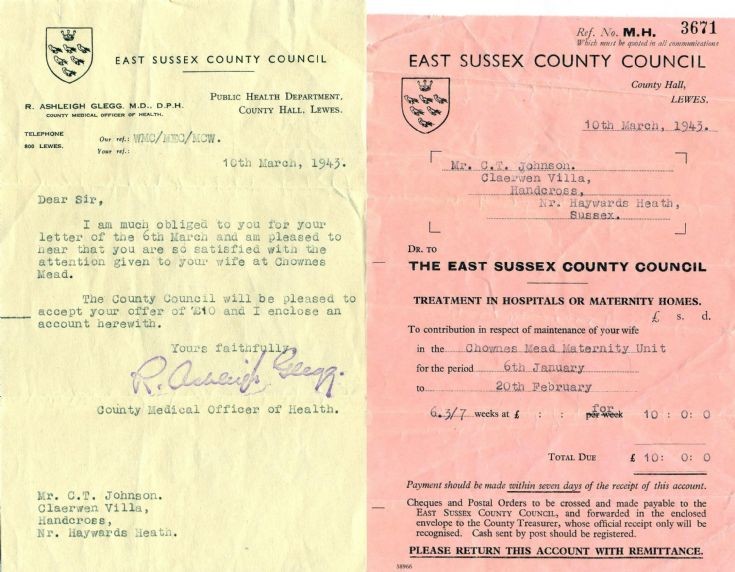 EAST SUSSEX COUNTY COUNCIL
R. ASHLEIGH GLEGG. M.D., D.P.H.
COUNTY MEDICAL OFFICER OF HEALTH.
PUBLIC HEALTH DEPARTMENT,
COUNTY HALL, LEWES.
TELEPHONE
800 LEWES.
Our ref.: WMC/MEC/MCW.
Your ref.:
10th March, 1943.
Dear Sir,
I am much obliged to you for your
letter of the 6th March and am pleased to
hear that you are so satisfied with the
attention given to your wife at Chownes
Mead.
The County Council will be pleased to
accept your offer of £10 and I enclose an
account herewith.
Yours faithfully,
R. Ashleigh Glegg.
County Medical Officer of Health.
Mr. C.T. Johnson.
Claerwen Villa,
Handcross,
Nr. Haywards Heath.
Ref. No. M.H. 3671
Which must be quoted in all communications
EAST SUSSEX COUNTY COUNCIL
County Hall,
LEWES.
10th March, 1943.
Mr. C.T. Johnson.
Claerwen Villa,
Handcross,
Nr. Haywards Heath,
Sussex.
DR. TO
THE EAST SUSSEX COUNTY COUNCIL
TREATMENT IN HOSPITALS OR MATERNITY HOMES.
£ s. d.
To contribution in respect of maintenance of your wife
in the Chownes Mead Maternity Unit
for the period 6th January
to 20th February
6.3/7 weeks at £ : : per week for 10 : 0 : 0
TOTAL DUE £ 10 : 0 : 0
Payment should be made within seven days of the receipt of this account.
Cheques and Postal Orders to be crossed and made payable to the
EAST SUSSEX COUNTY COUNCIL, and forwarded in the enclosed
envelope to the County Treasurer, whose official receipt only will be
recognised. Cash sent by post should be registered.
PLEASE RETURN THIS ACCOUNT WITH REMITTANCE.
58966